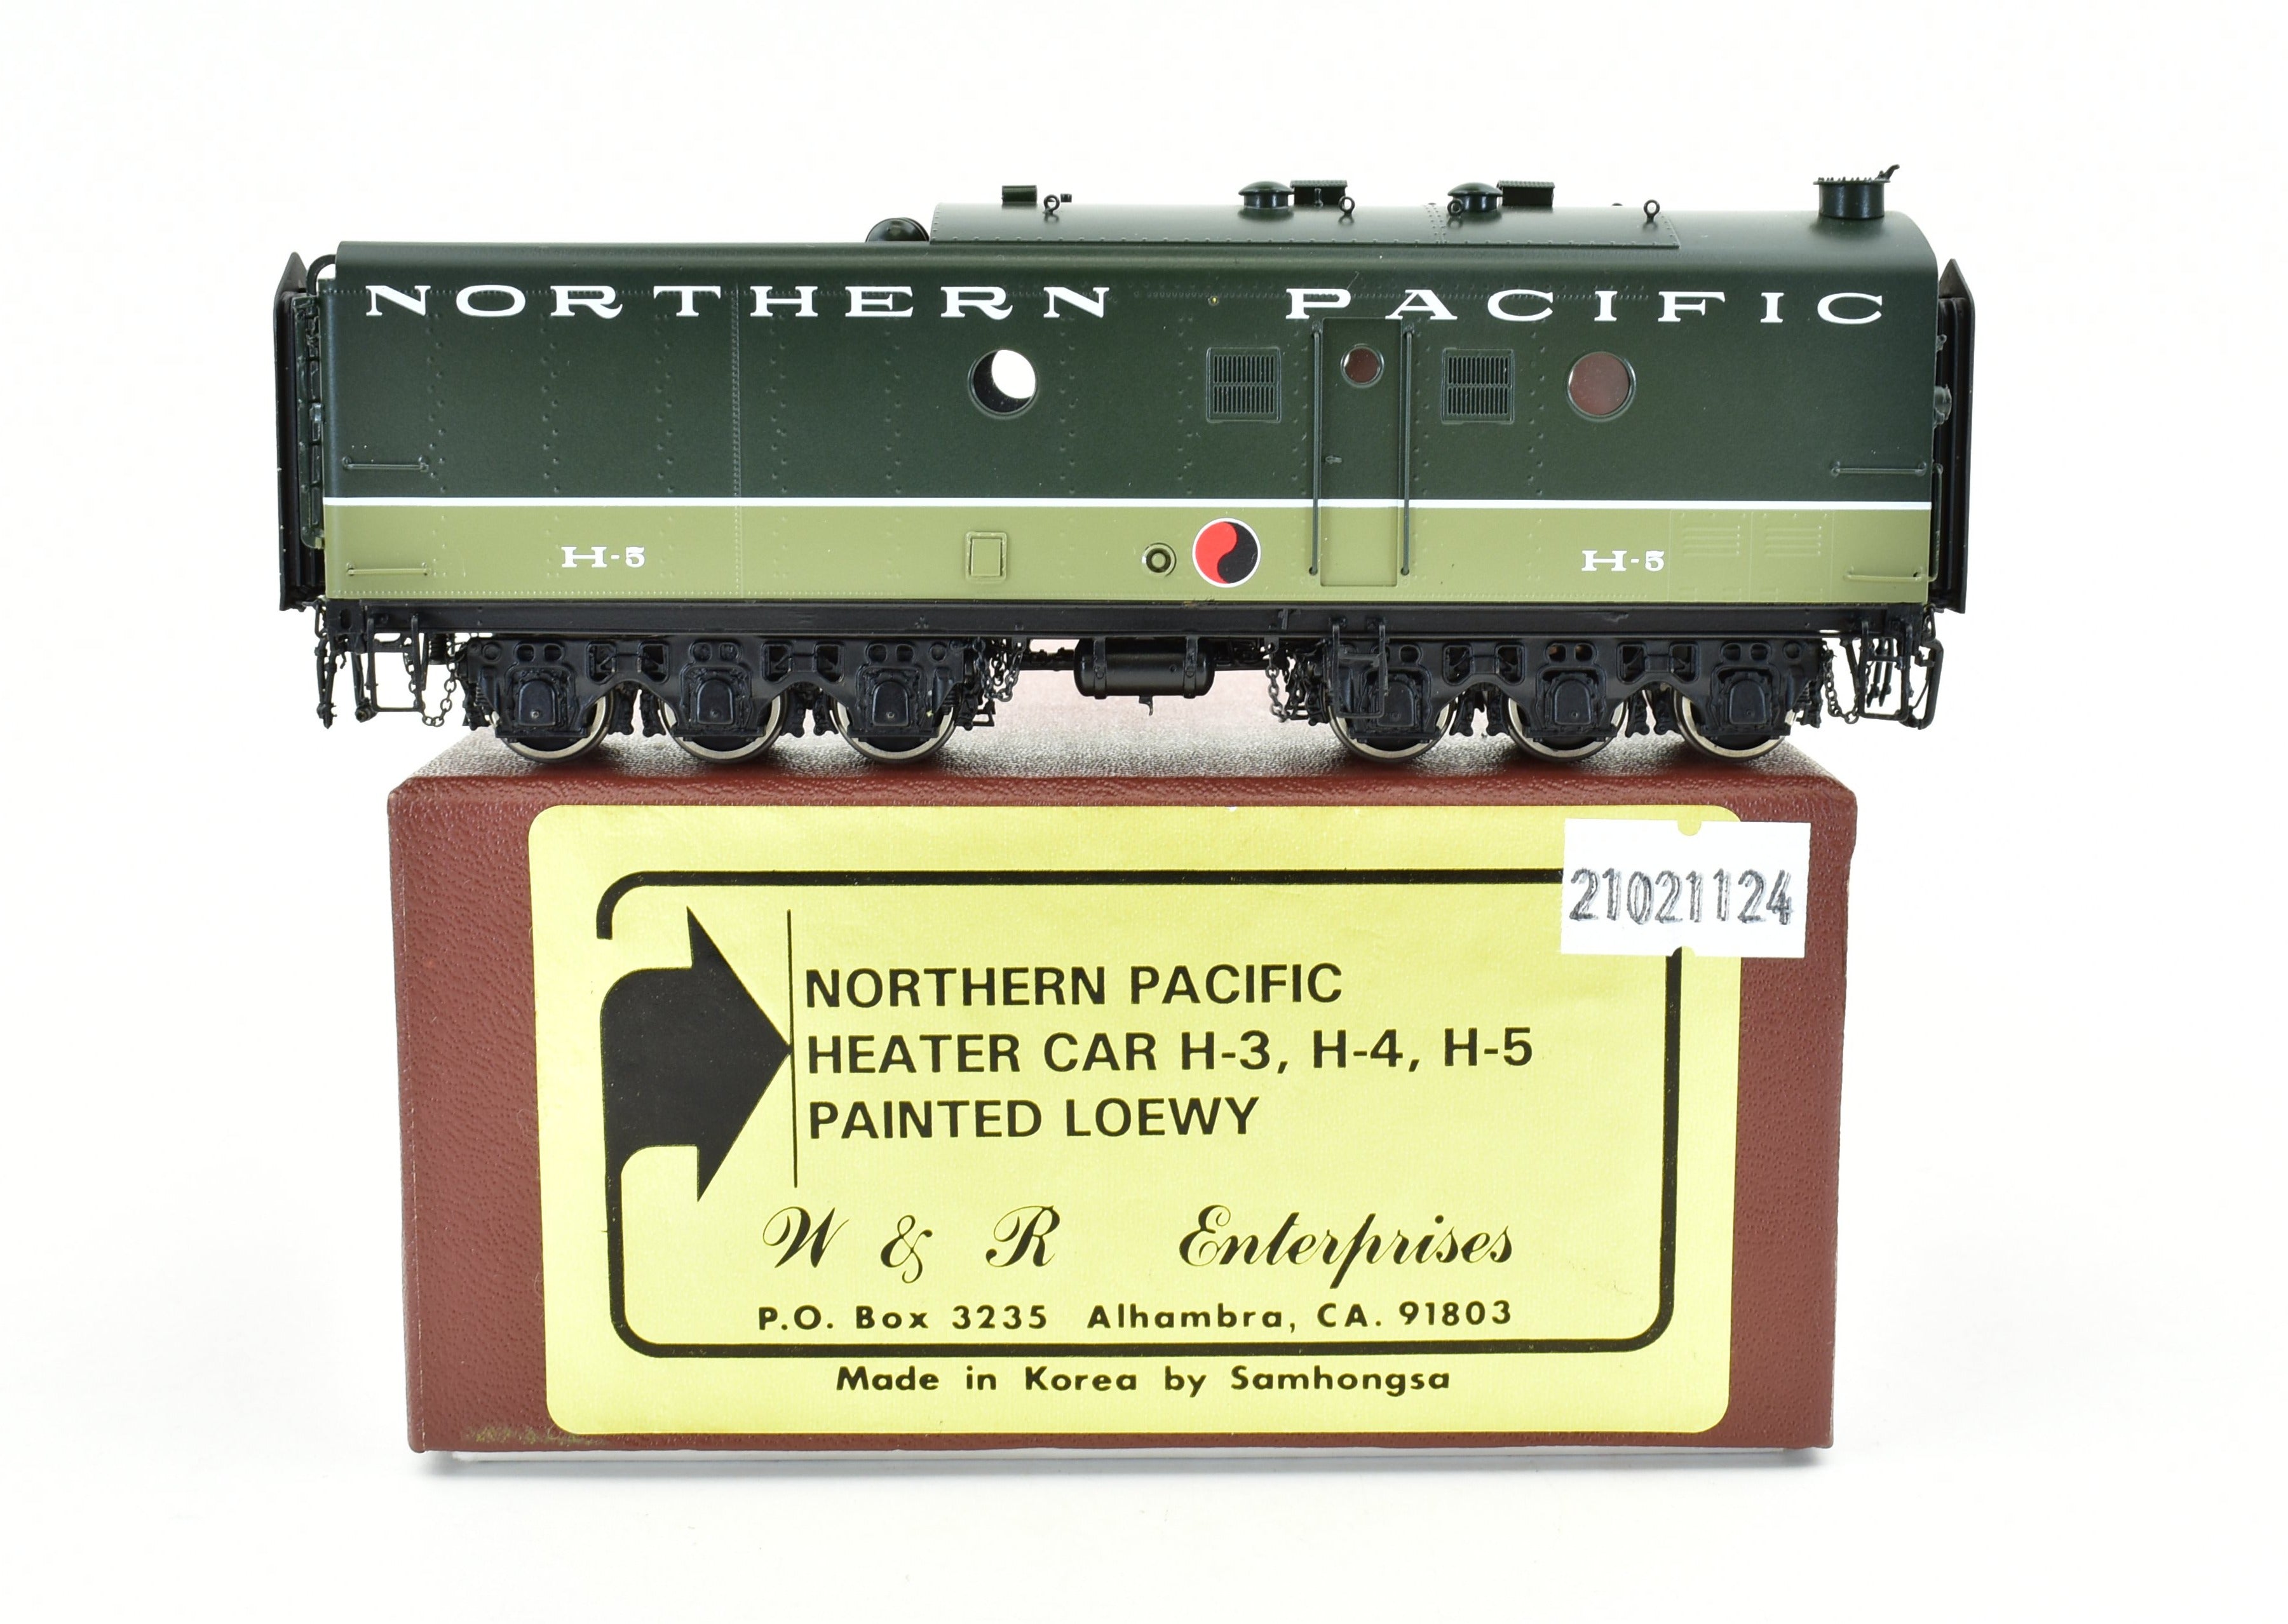 NORTHERN PACIFIC
H-5 H-5
21021124
NORTHERN PACIFIC
HEATER CAR H-3, H-4, H-5
PAINTED LOEWY
W & R Enterprises
P.O. Box 3235 Alhambra, CA. 91803
Made in Korea by Samhongsa